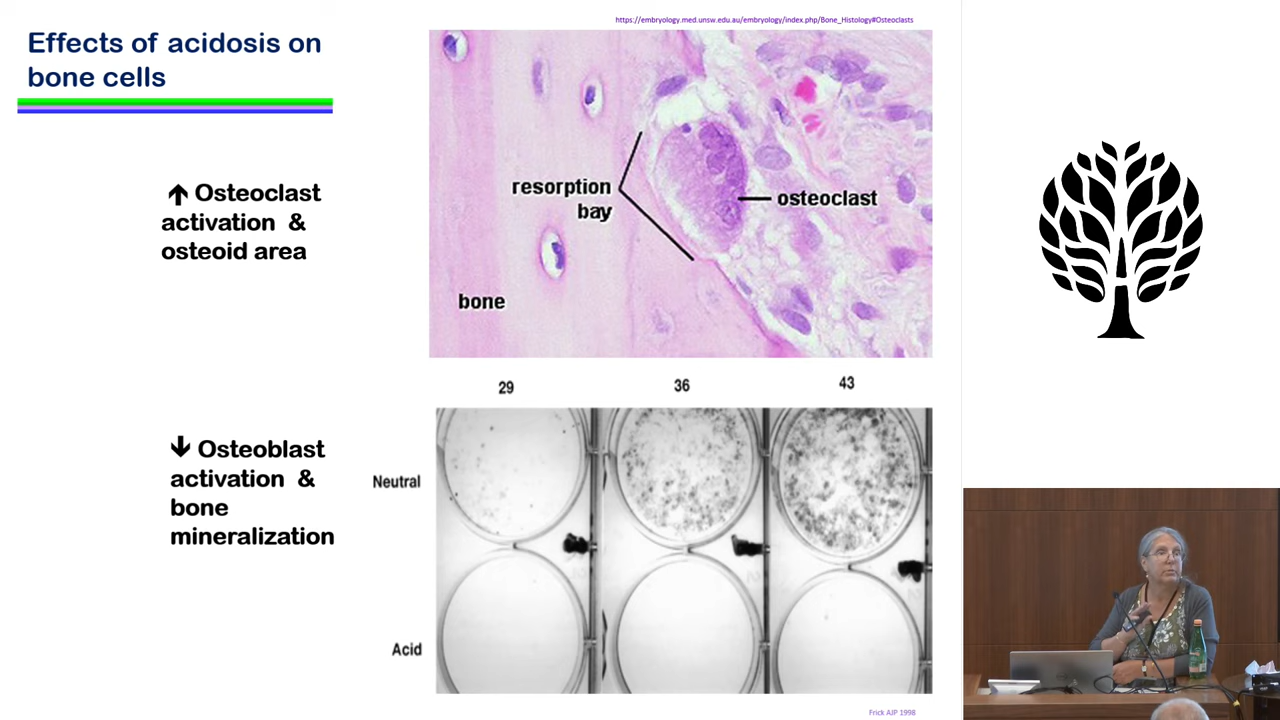 https://embryology.med.unsw.edu.au/embryology/index.php/Bone_Histology#Osteoclasts
Effects of acidosis on
bone cells
↑ Osteoclast
activation &
osteoid area
resorption
bay
osteoclast
bone
29 36 43
↓ Osteoblast
activation &
bone
mineralization
Neutral
Acid
Frick AJP 1998